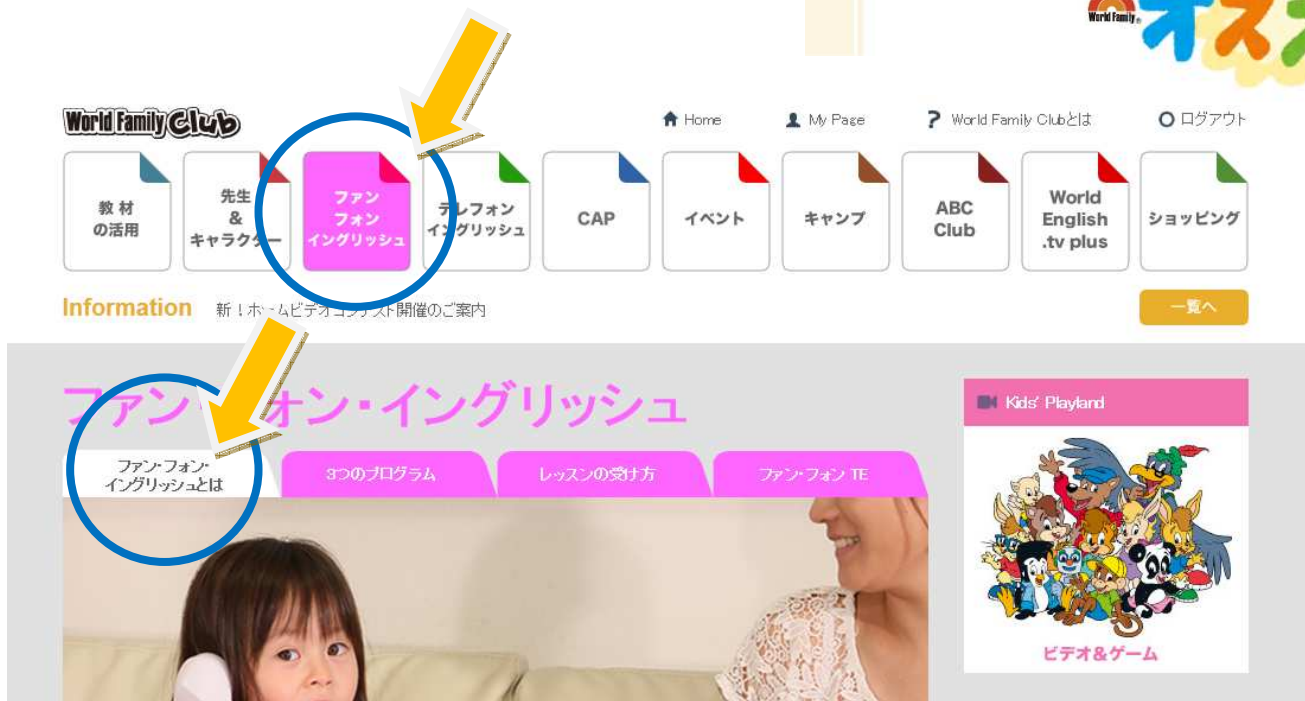 World Family
オス
World Family Club
Home
My Page
World Family Clubとは
ログアウト
教材
の活用
先生
&
キャラクター
ファン
フォン
イングリッシュ
テレフォン
イングリッシュ
CAP
イベント
キャンプ
ABC
Club
World
English
.tv plus
ショッピング
Information
新！ホームビデオコンテスト開催のご案内
一覧へ
ファン・フォン・イングリッシュ
Kids' Playland
ファン・フォン・
イングリッシュとは
3つのプログラム
レッスンの受け方
ファン・フォン TE
ビデオ&ゲーム